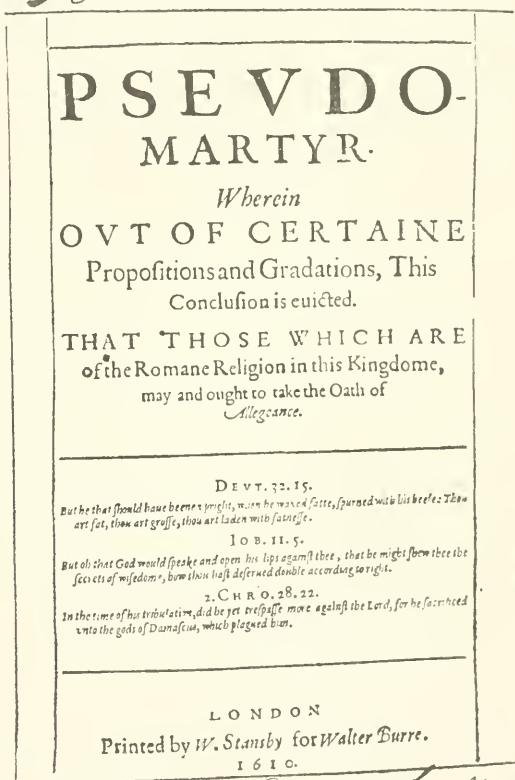 PSEVDO-
MARTYR.
Wherein
OVT OF CERTAINE
Propoſitions and Gradations, This
Concluſion is euicted.
THAT THOSE WHICH ARE
of the Romane Religion in this Kingdome,
may and ought to take the Oath of
Allegeance.
DEVT. 32. 15.
But he that ſhould haue beene vpright, when he waxed fatte, ſpurned with his heele: Thou
art fat, thou art groſſe, thou art laden with fatneſſe.
IOB. 11. 5.
But oh that God would ſpeake and open his lips againſt thee, that he might ſhew thee the
ſecrets of wiſedome, how thou haſt deſerued double according to right.
2. CHRO. 28. 22.
In the time of his tribulation, did he yet treſpaſſe more againſt the Lord, for he ſacrificed
vnto the gods of Damaſcus, which plagued him.
LONDON
Printed by W. Stansby for Walter Burre.
1610.